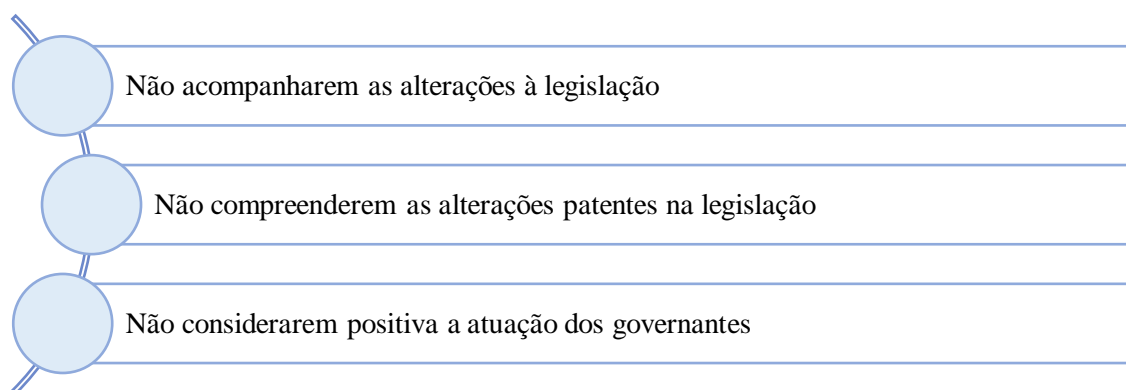 Não acompanharem as alterações à legislação
Não compreenderem as alterações patentes na legislação
Não considerarem positiva a atuação dos governantes